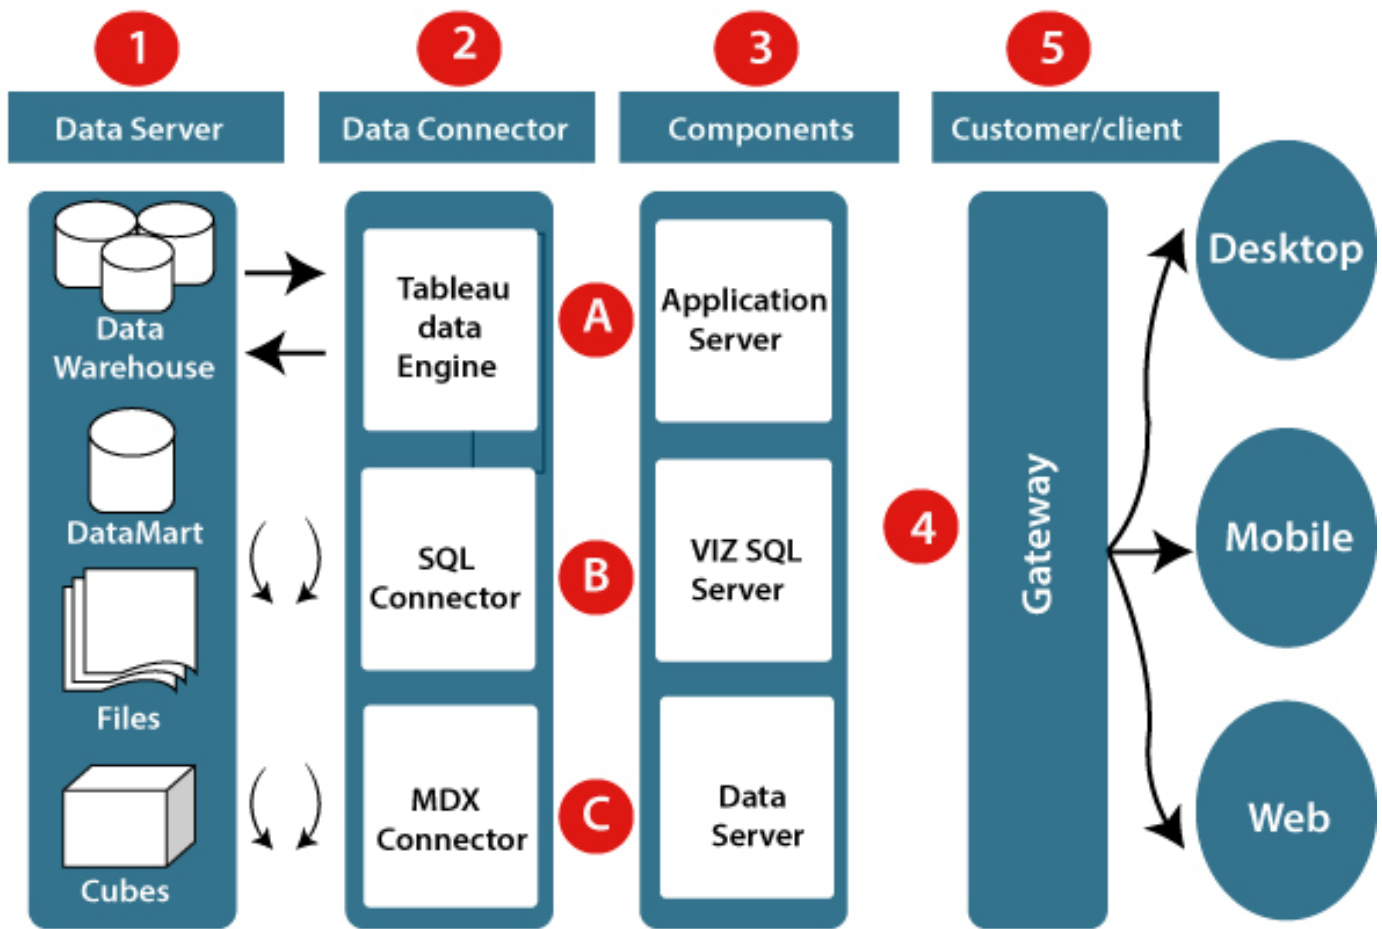 1
2
3
5
Data Server
Data Connector
Components
Customer/client
Data
Warehouse
DataMart
Files
Cubes
Tableau
data
Engine
SQL
Connector
MDX
Connector
A
B
C
Application
Server
VIZ SQL
Server
Data
Server
4
Gateway
Desktop
Mobile
Web